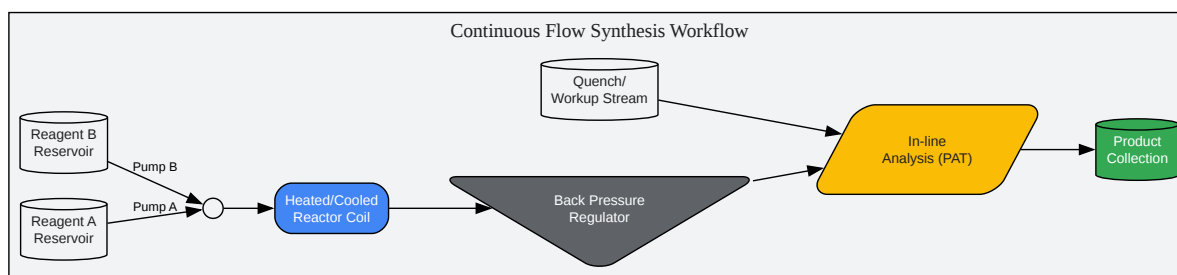 Continuous Flow Synthesis Workflow
Quench/
Workup Stream
Reagent B
Reservoir
Pump B
Reagent A
Reservoir
Pump A
Heated/Cooled
Reactor Coil
Back Pressure
Regulator
In-line
Analysis (PAT)
Product
Collection